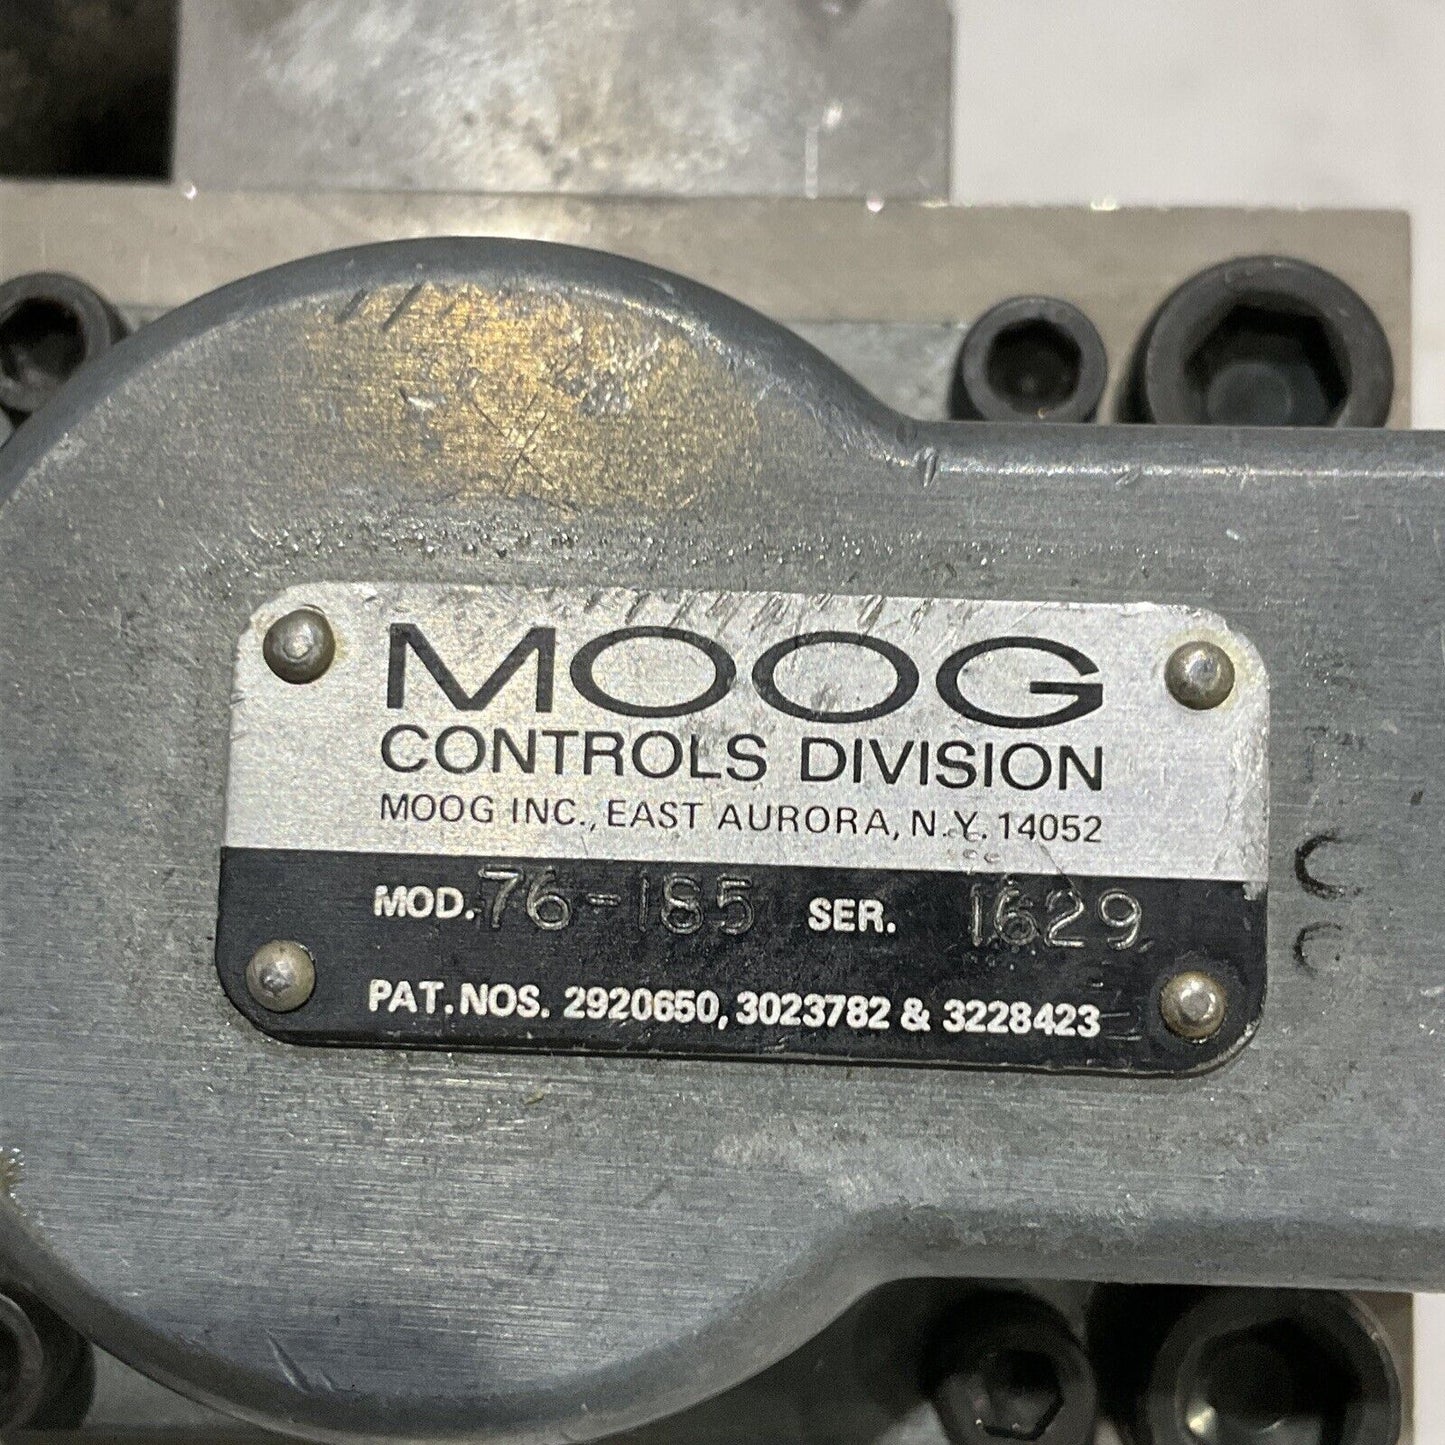 MOOG
CONTROLS DIVISION
MOOG INC., EAST AURORA, N.Y. 14052
MOD. 76-185 SER. 1629
PAT. NOS. 2920650, 3023782 & 3228423